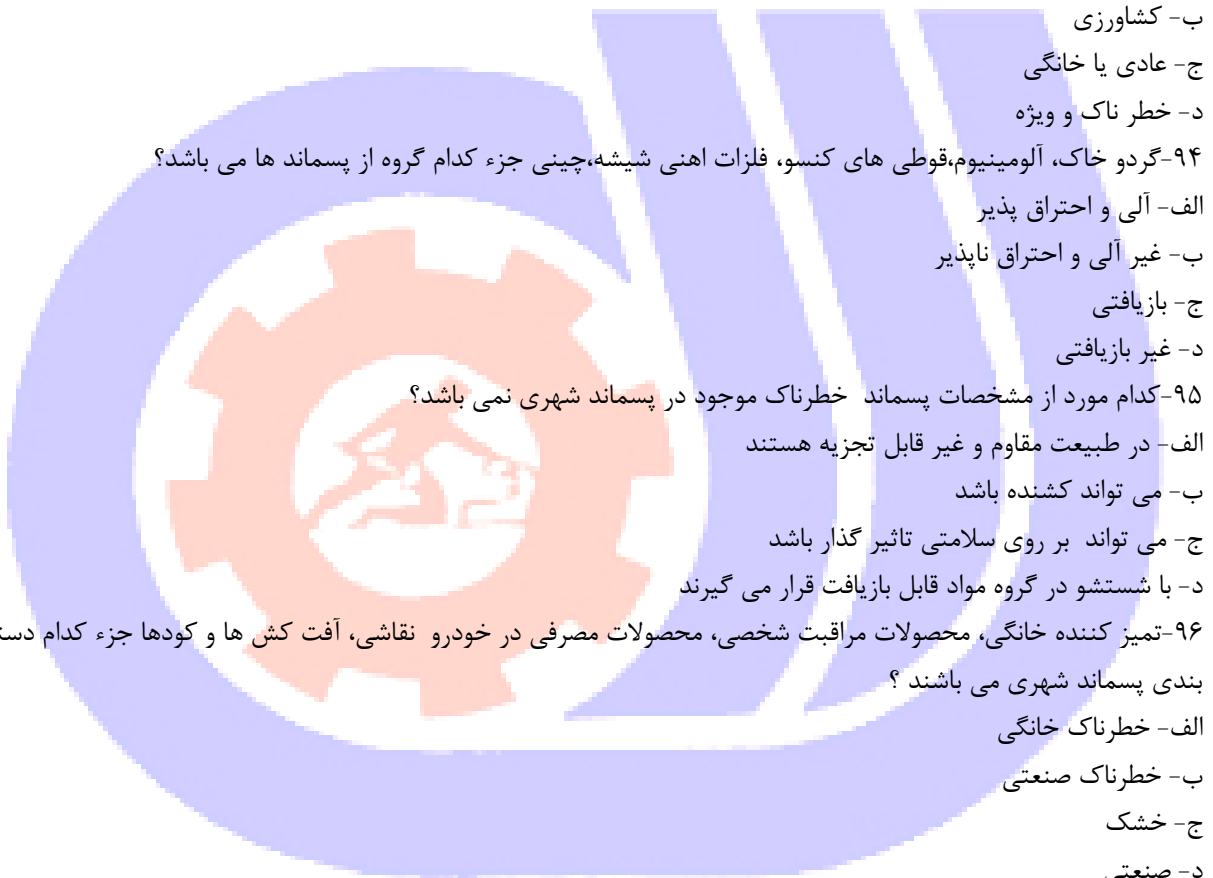 ب- کشاورزی
ج- عادی یا خانگی
د- خطر ناک و ویژه
۹۴-گردو خاک، آلومینیوم،قوطی های کنسو، فلزات اهنی شیشه،چینی جزء کدام گروه از پسماند ها می باشد؟
الف- آلی و احتراق پذیر
ب- غیر آلی و احتراق ناپذیر
ج- بازیافتی
د- غیر بازیافتی
۹۵-کدام مورد از مشخصات پسماند خطرناک موجود در پسماند شهری نمی باشد؟
الف- در طبیعت مقاوم و غیر قابل تجزیه هستند
ب- می تواند کشنده باشد
ج- می تواند بر روی سلامتی تاثیر گذار باشد
د- با شستشو در گروه مواد قابل بازیافت قرار می گیرند
۹۶-تمیز کننده خانگی، محصولات مراقبت شخصی، محصولات مصرفی در خودرو نقاشی، آفت کش ها و کودها جزء کدام
بندی پسماند شهری می باشند ؟
الف- خطرناک خانگی
ب- خطرناک صنعتی
ج- خشک
د- صنعتی